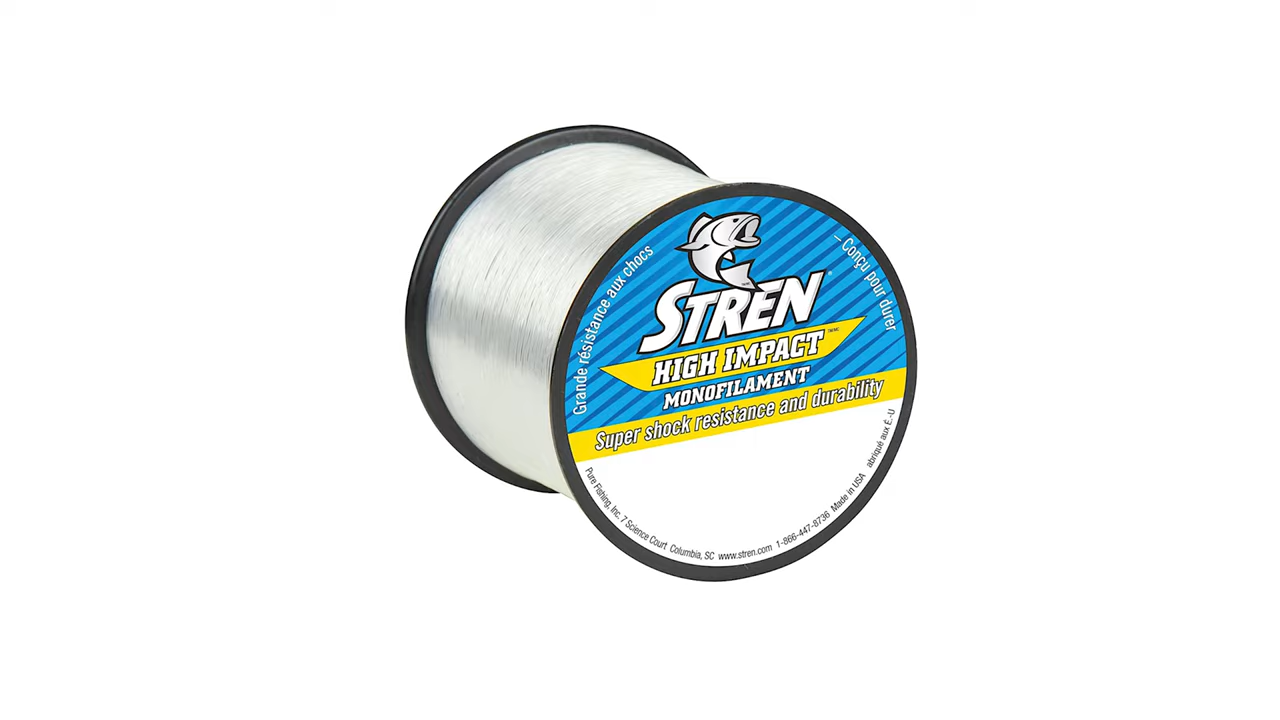 STREN
HIGH IMPACT
MONOFILAMENT
Super shock resistance and durability
Grande résistance aux chocs
– Conçu pour durer
Pure Fishing, Inc. 7 Science Court Columbia, SC www.stren.com 1-866-447-8736 Made in USA abriqué aux É.-U